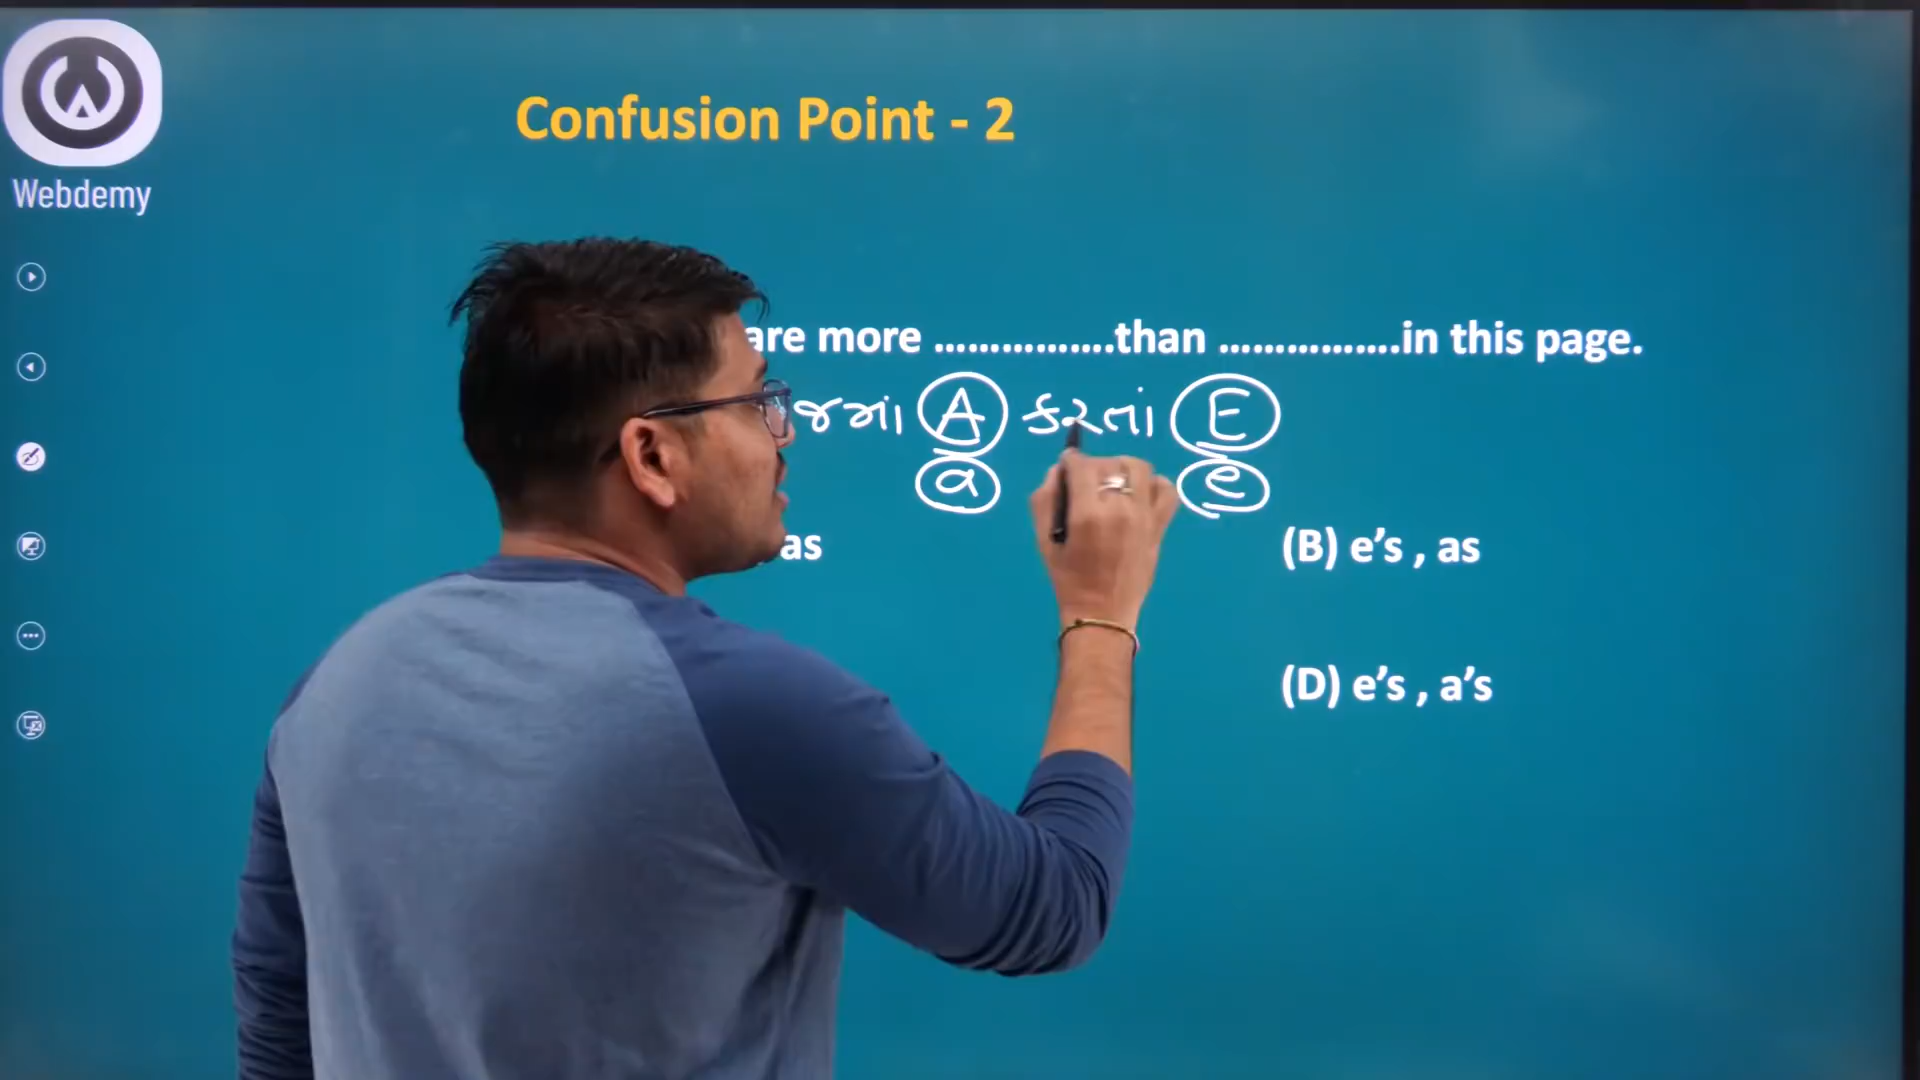 Webdemy
Confusion Point - 2
are more …………….than …………….in this page.
જમાં A કરતાં E
a e
as
(B) e’s , as
(D) e’s , a’s